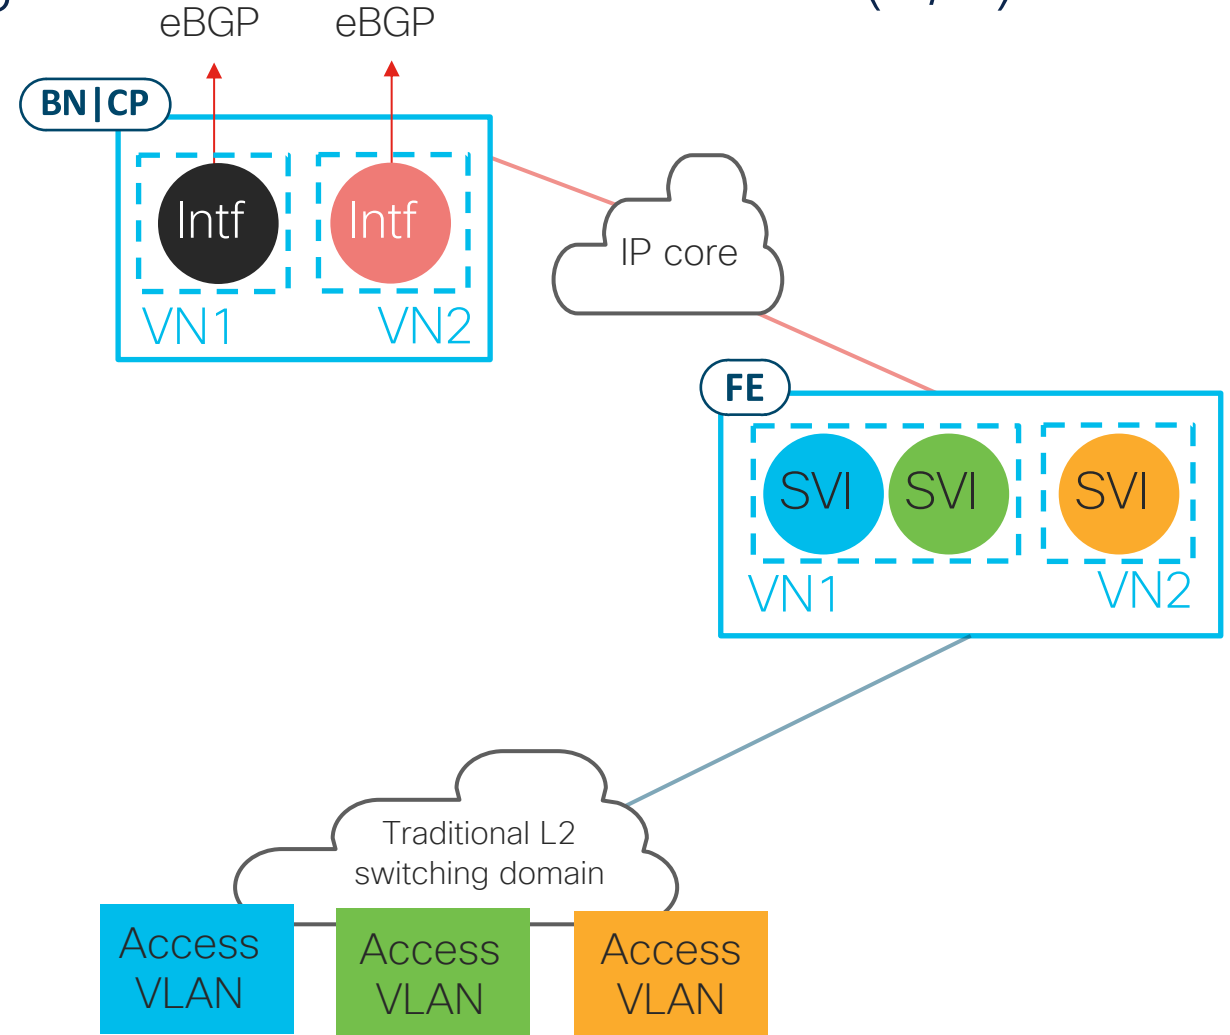 eBGP eBGP
BN|CP
Intf Intf
VN1 VN2
IP core
FE
SVI SVI SVI
VN1 VN2
Traditional L2
switching domain
Access Access Access
VLAN VLAN VLAN